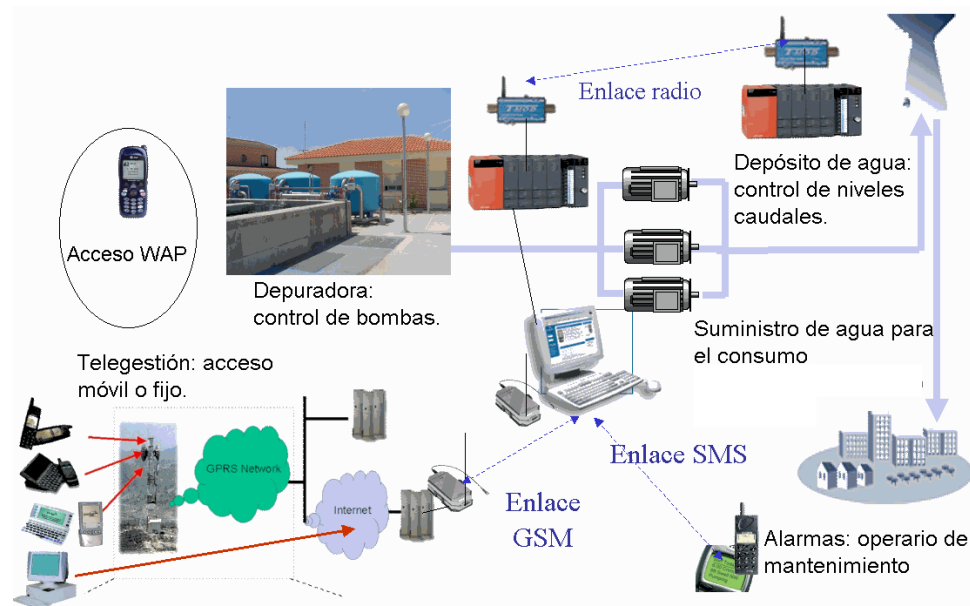 Enlace radio
Depósito de agua:
control de niveles
caudales.
Acceso WAP
Depuradora:
control de bombas.
Suministro de agua para
el consumo
Telegestión: acceso
móvil o fijo.
GPRS Network
Internet
Enlace SMS
Enlace
GSM
Alarmas: operario de
mantenimiento